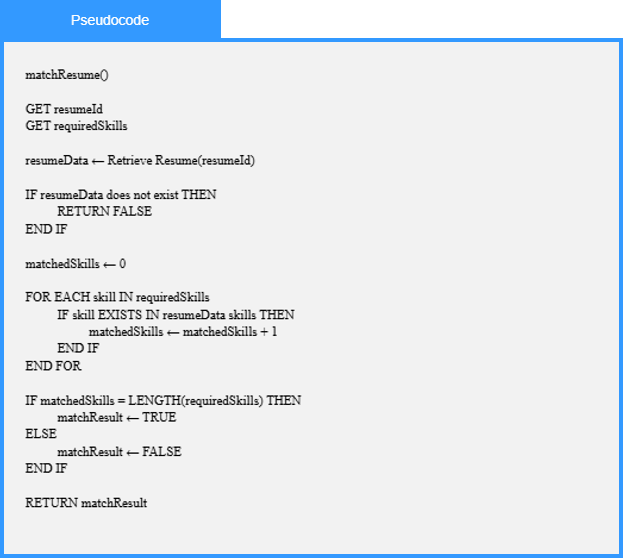 Pseudocode
matchResume()
GET resumeId
GET requiredSkills
resumeData ← Retrieve Resume(resumeId)
IF resumeData does not exist THEN
RETURN FALSE
END IF
matchedSkills ← 0
FOR EACH skill IN requiredSkills
IF skill EXISTS IN resumeData skills THEN
matchedSkills ← matchedSkills + 1
END IF
END FOR
IF matchedSkills = LENGTH(requiredSkills) THEN
matchResult ← TRUE
ELSE
matchResult ← FALSE
END IF
RETURN matchResult